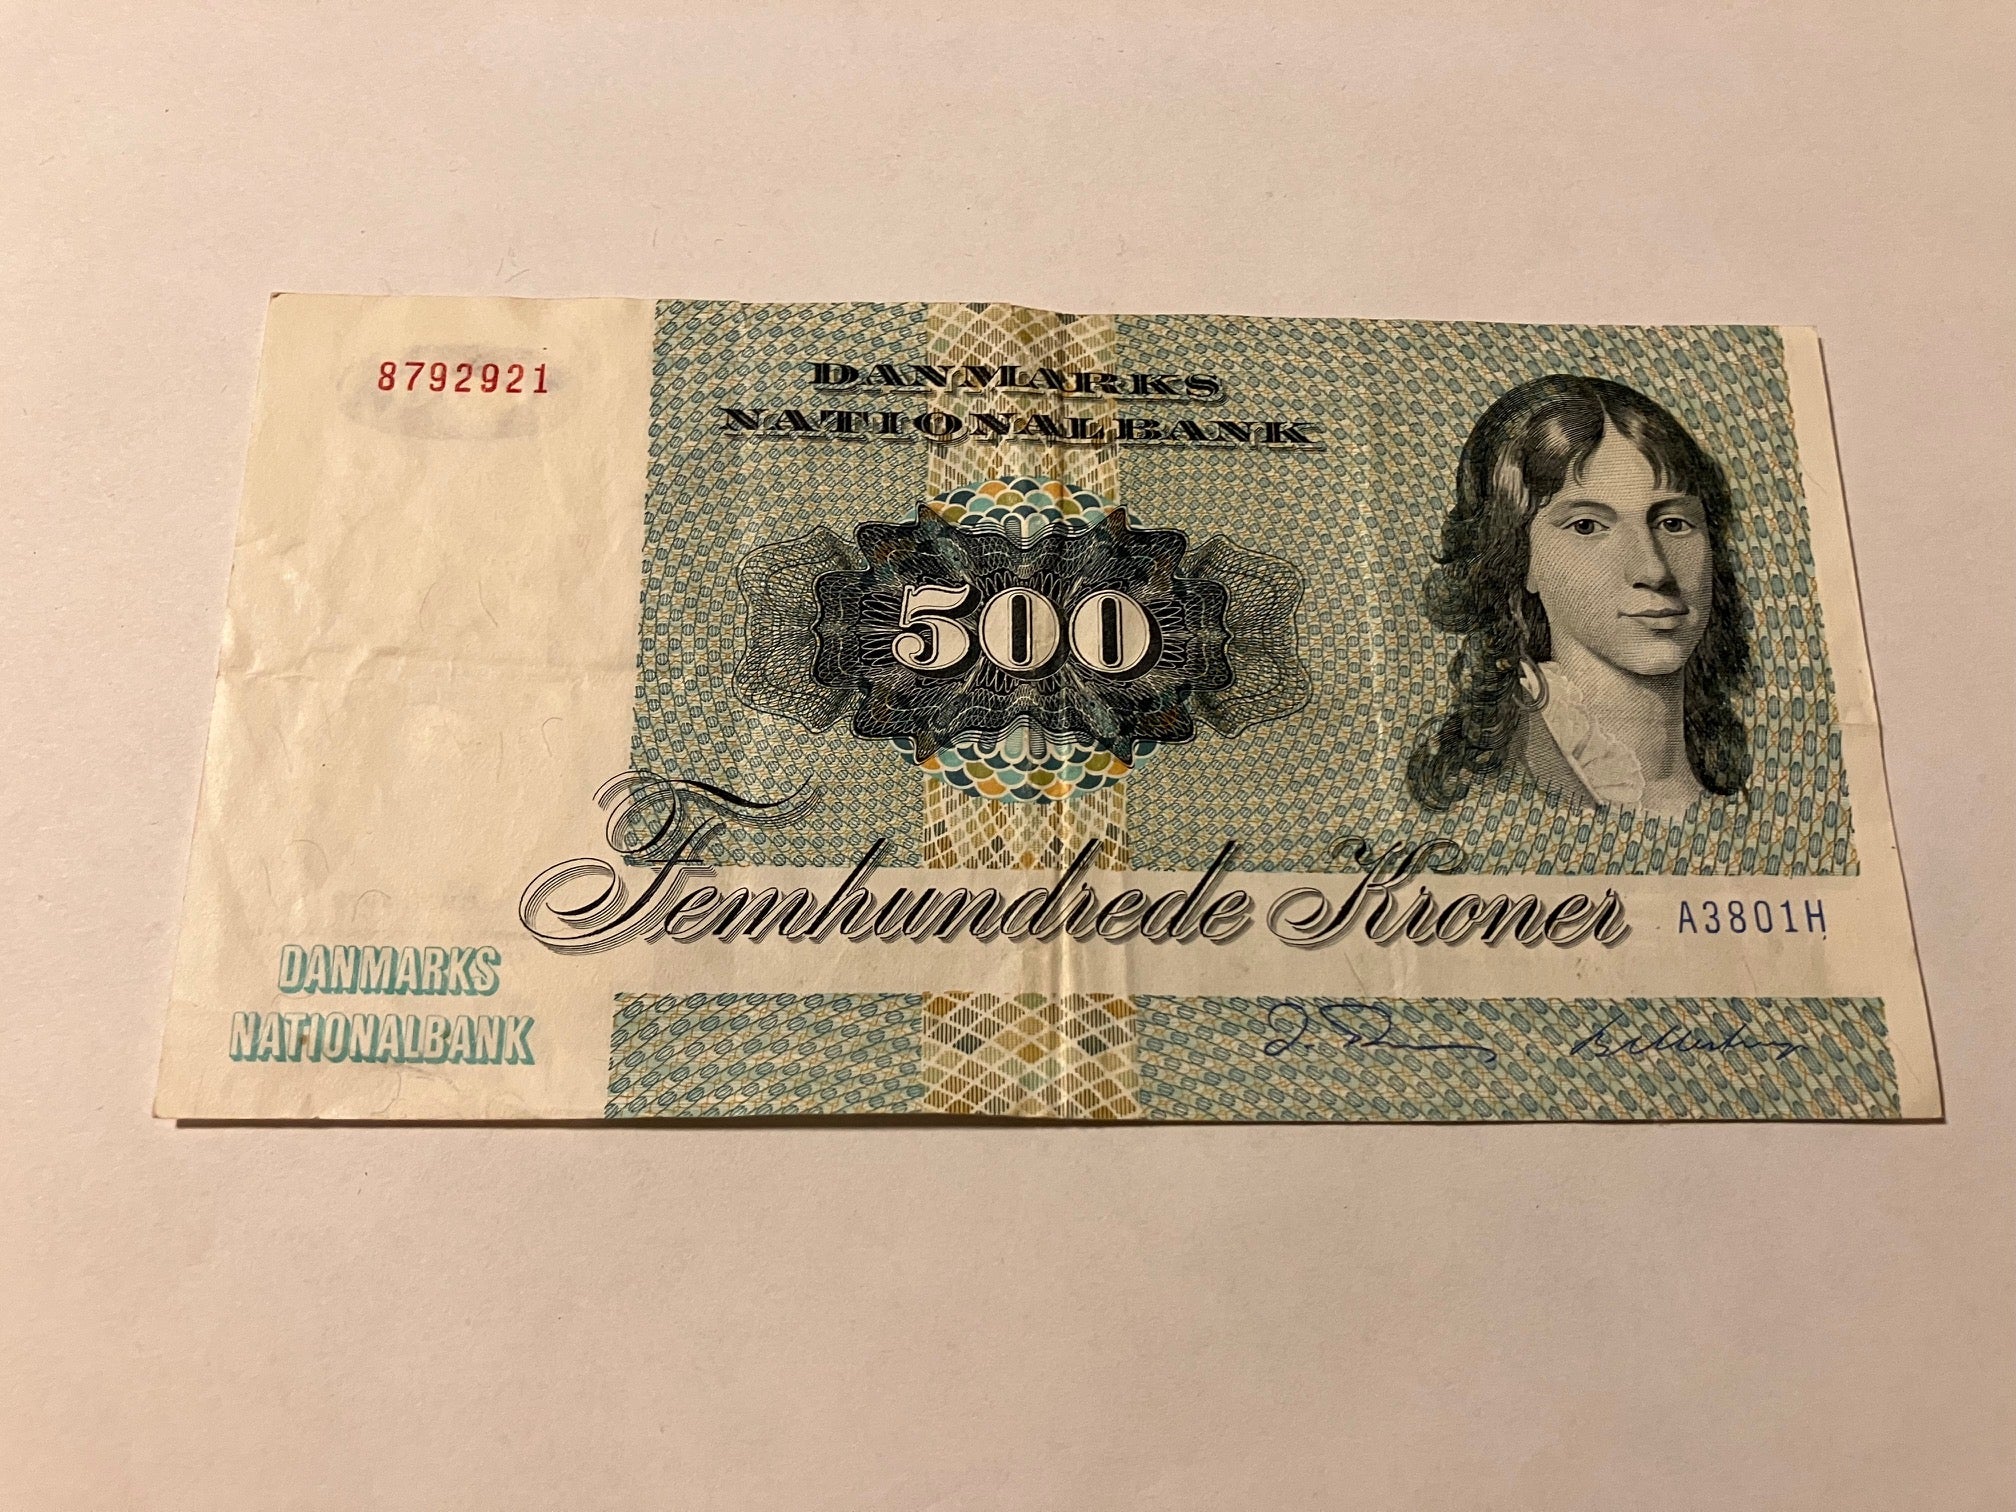 8792921
DANMARKS
NATIONALBANK
500
Femhundrede Kroner
A3801H
DANMARKS
NATIONALBANK